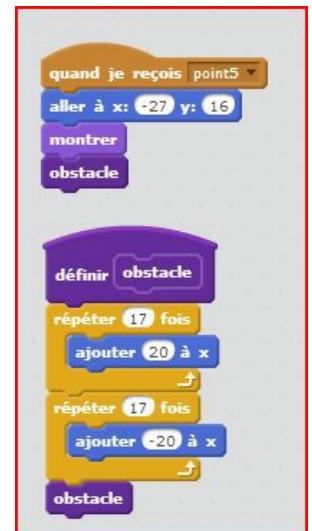 quand je reçois point5
aller à x: -27 y: 16
montrer
obstacle
définir obstacle
répéter 17 fois
ajouter 20 à x
répéter 17 fois
ajouter -20 à x
obstacle